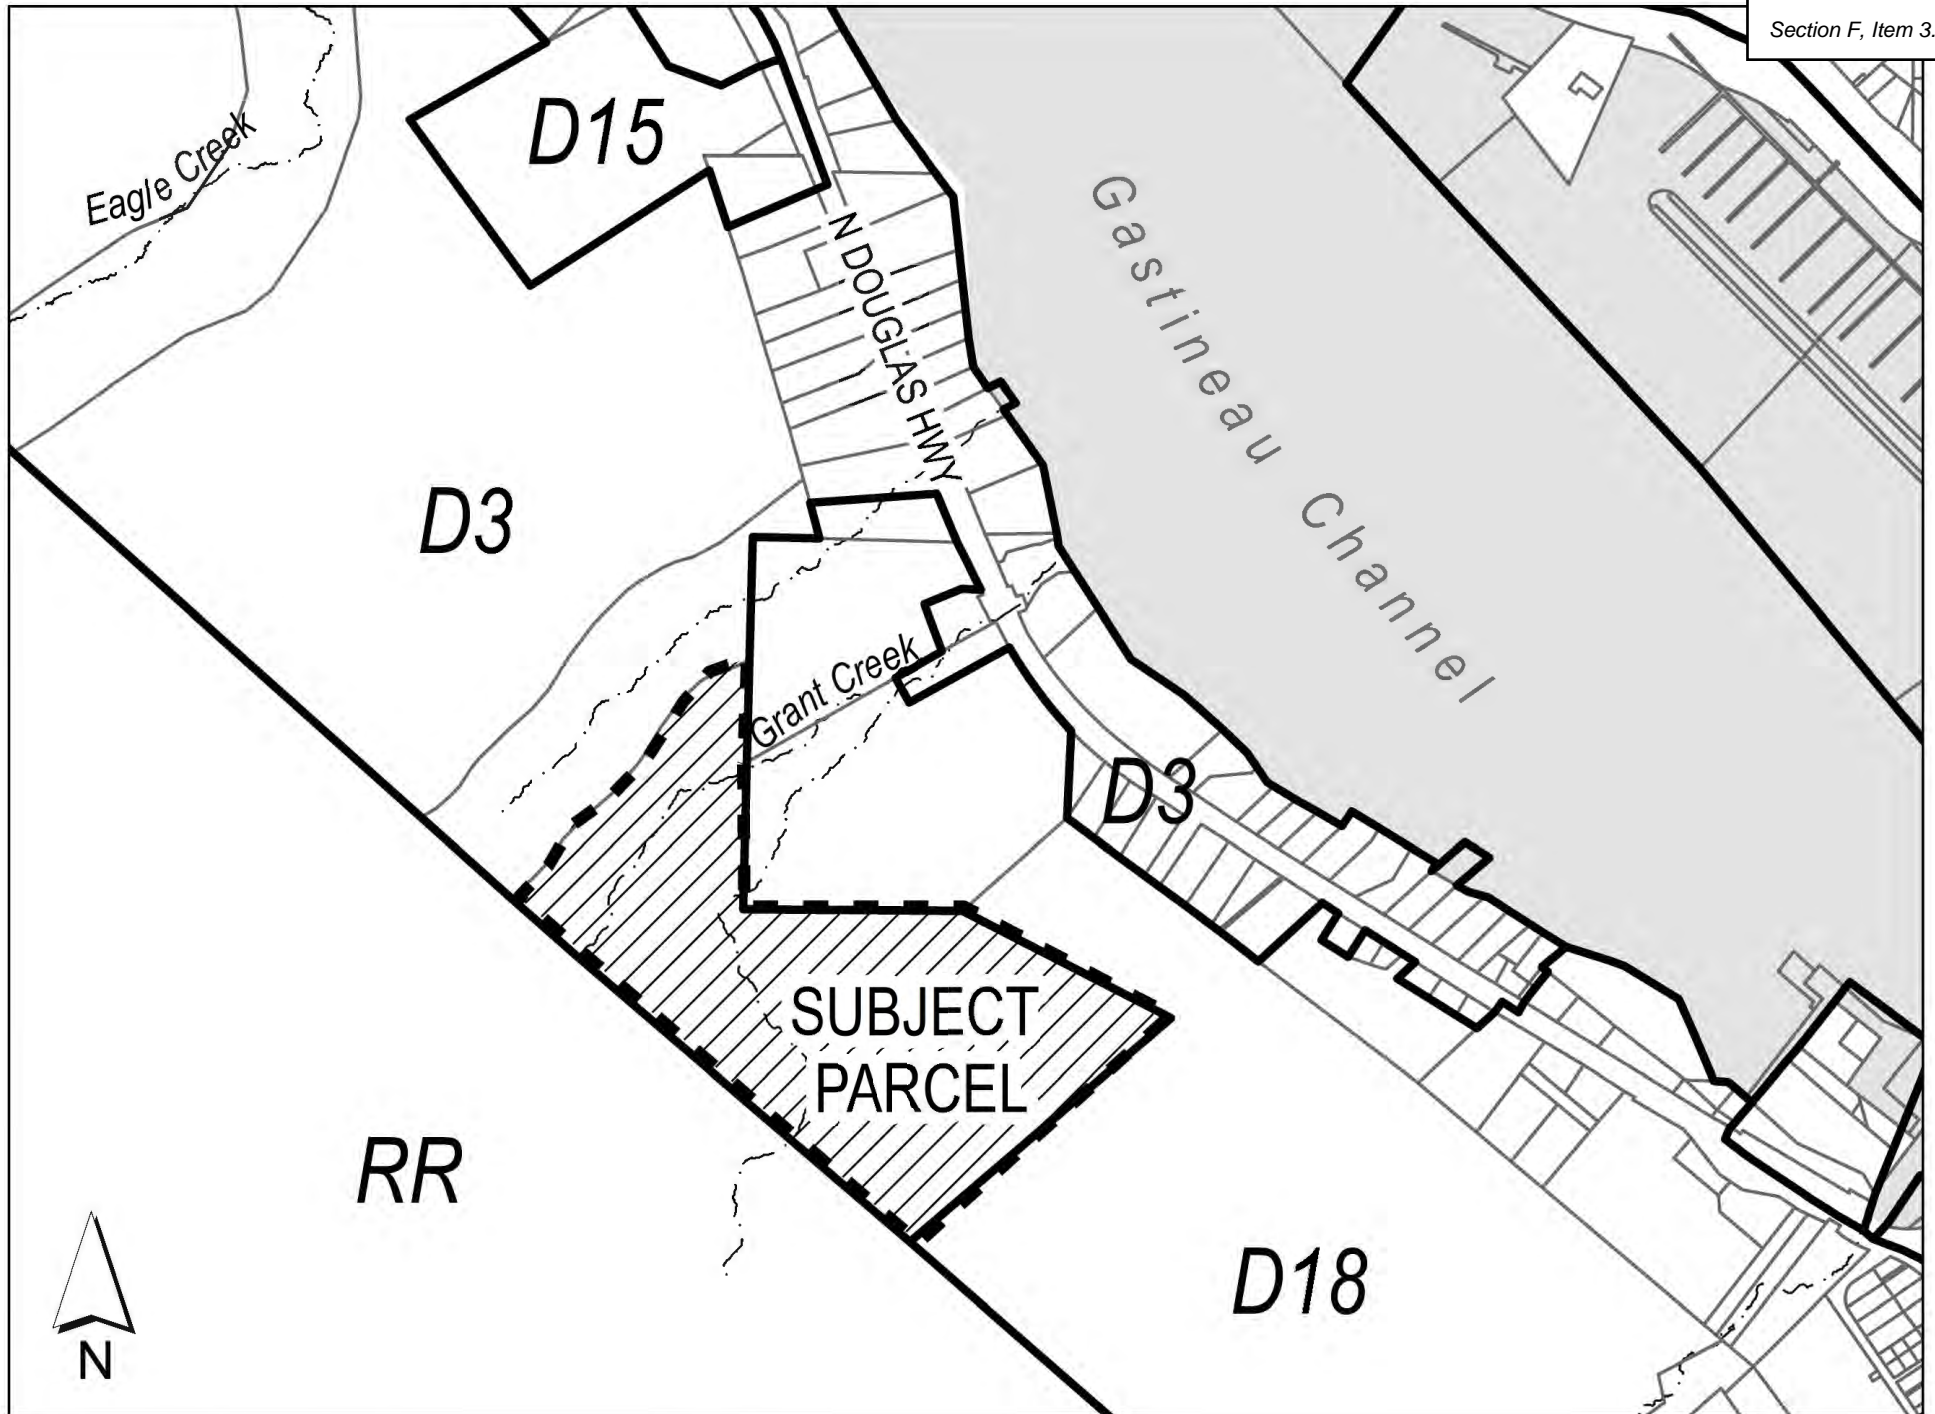 Section F, Item 3.
D15
Eagle Creek
N DOUGLAS HWY
Gastineau Channel
D3
Grant Creek
D3
SUBJECT
PARCEL
RR
D18
N